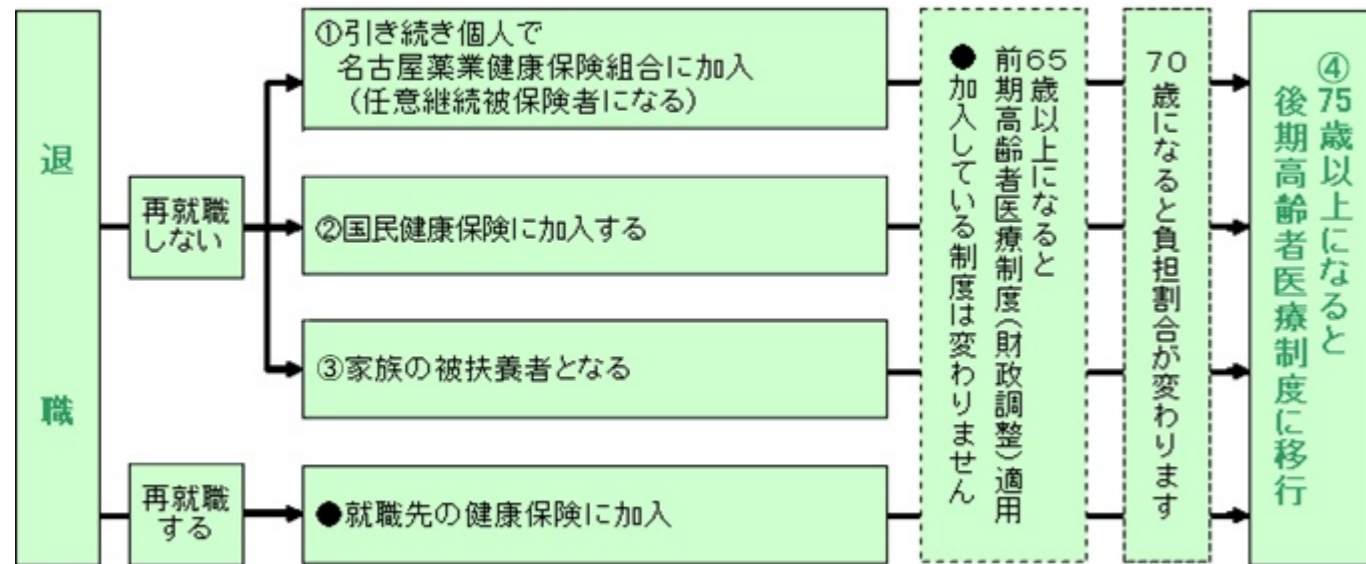 退職
再就職
しない
再就職
する
①引き続き個人で
名古屋薬業健康保険組合に加入
（任意継続被保険者になる）
②国民健康保険に加入する
③家族の被扶養者となる
●就職先の健康保険に加入
65歳以上になると
前期高齢者医療制度（財政調整）適用
●加入している制度は変わりません
70歳になると負担割合が変わります
④75歳以上になると
後期高齢者医療制度に移行